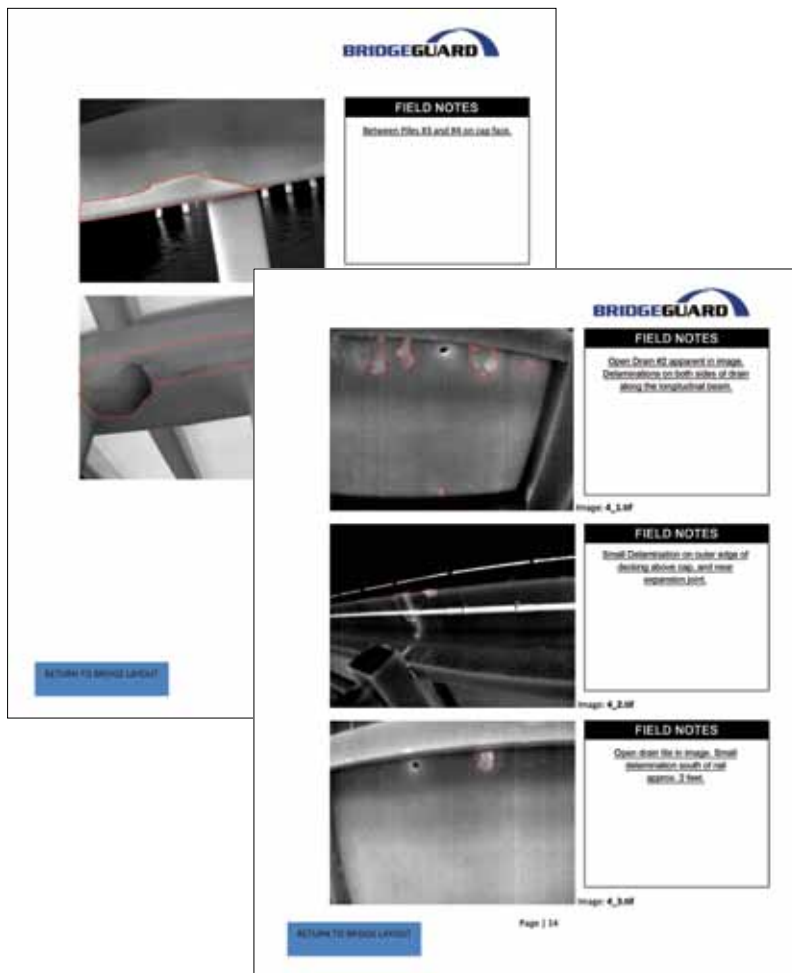 BRIDGEGUARD
FIELD NOTES
Between Piles #3 and #4 on cap face.
RETURN TO BRIDGE LAYOUT
BRIDGEGUARD
FIELD NOTES
Open Drain #2 apparent in image.
Delaminations on both sides of drain
along the longitudinal beam.
Image: 4_1.tif
FIELD NOTES
Small Delamination on outer edge of
decking above cap, and near
expansion joint.
Image: 4_2.tif
FIELD NOTES
Open drain tile in image. Small
delamination south of rail
approx. 2 feet.
Image: 4_3.tif
Page | 14
RETURN TO BRIDGE LAYOUT